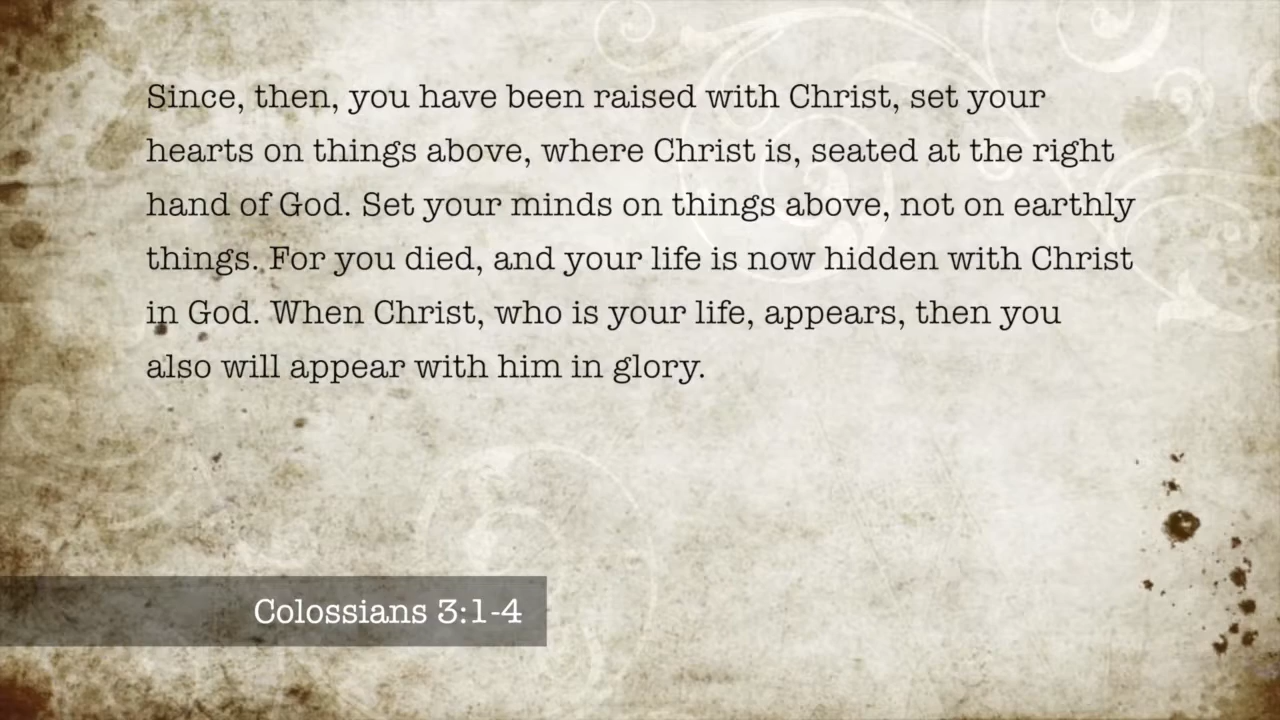 Since, then, you have been raised with Christ, set your
hearts on things above, where Christ is, seated at the right
hand of God. Set your minds on things above, not on earthly
things. For you died, and your life is now hidden with Christ
in God. When Christ, who is your life, appears, then you
also will appear with him in glory.
Colossians 3:1-4